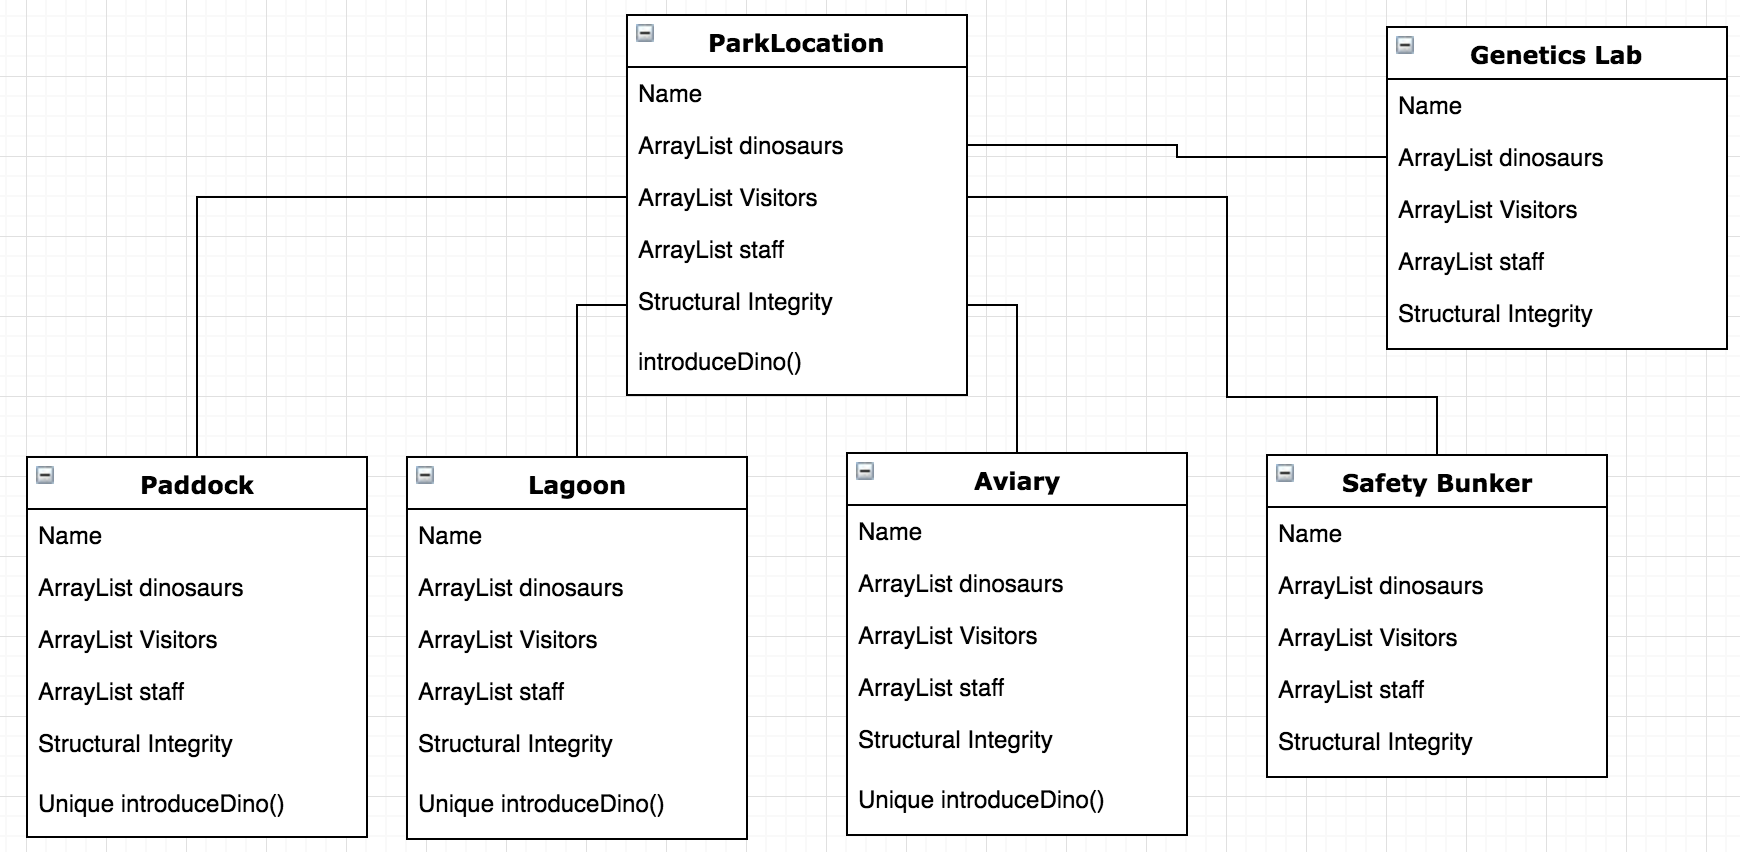 ParkLocation
Name
ArrayList dinosaurs
ArrayList Visitors
ArrayList staff
Structural Integrity
introduceDino()
Genetics Lab
Name
ArrayList dinosaurs
ArrayList Visitors
ArrayList staff
Structural Integrity
Paddock
Name
ArrayList dinosaurs
ArrayList Visitors
ArrayList staff
Structural Integrity
Unique introduceDino()
Lagoon
Name
ArrayList dinosaurs
ArrayList Visitors
ArrayList staff
Structural Integrity
Unique introduceDino()
Aviary
Name
ArrayList dinosaurs
ArrayList Visitors
ArrayList staff
Structural Integrity
Unique introduceDino()
Safety Bunker
Name
ArrayList dinosaurs
ArrayList Visitors
ArrayList staff
Structural Integrity